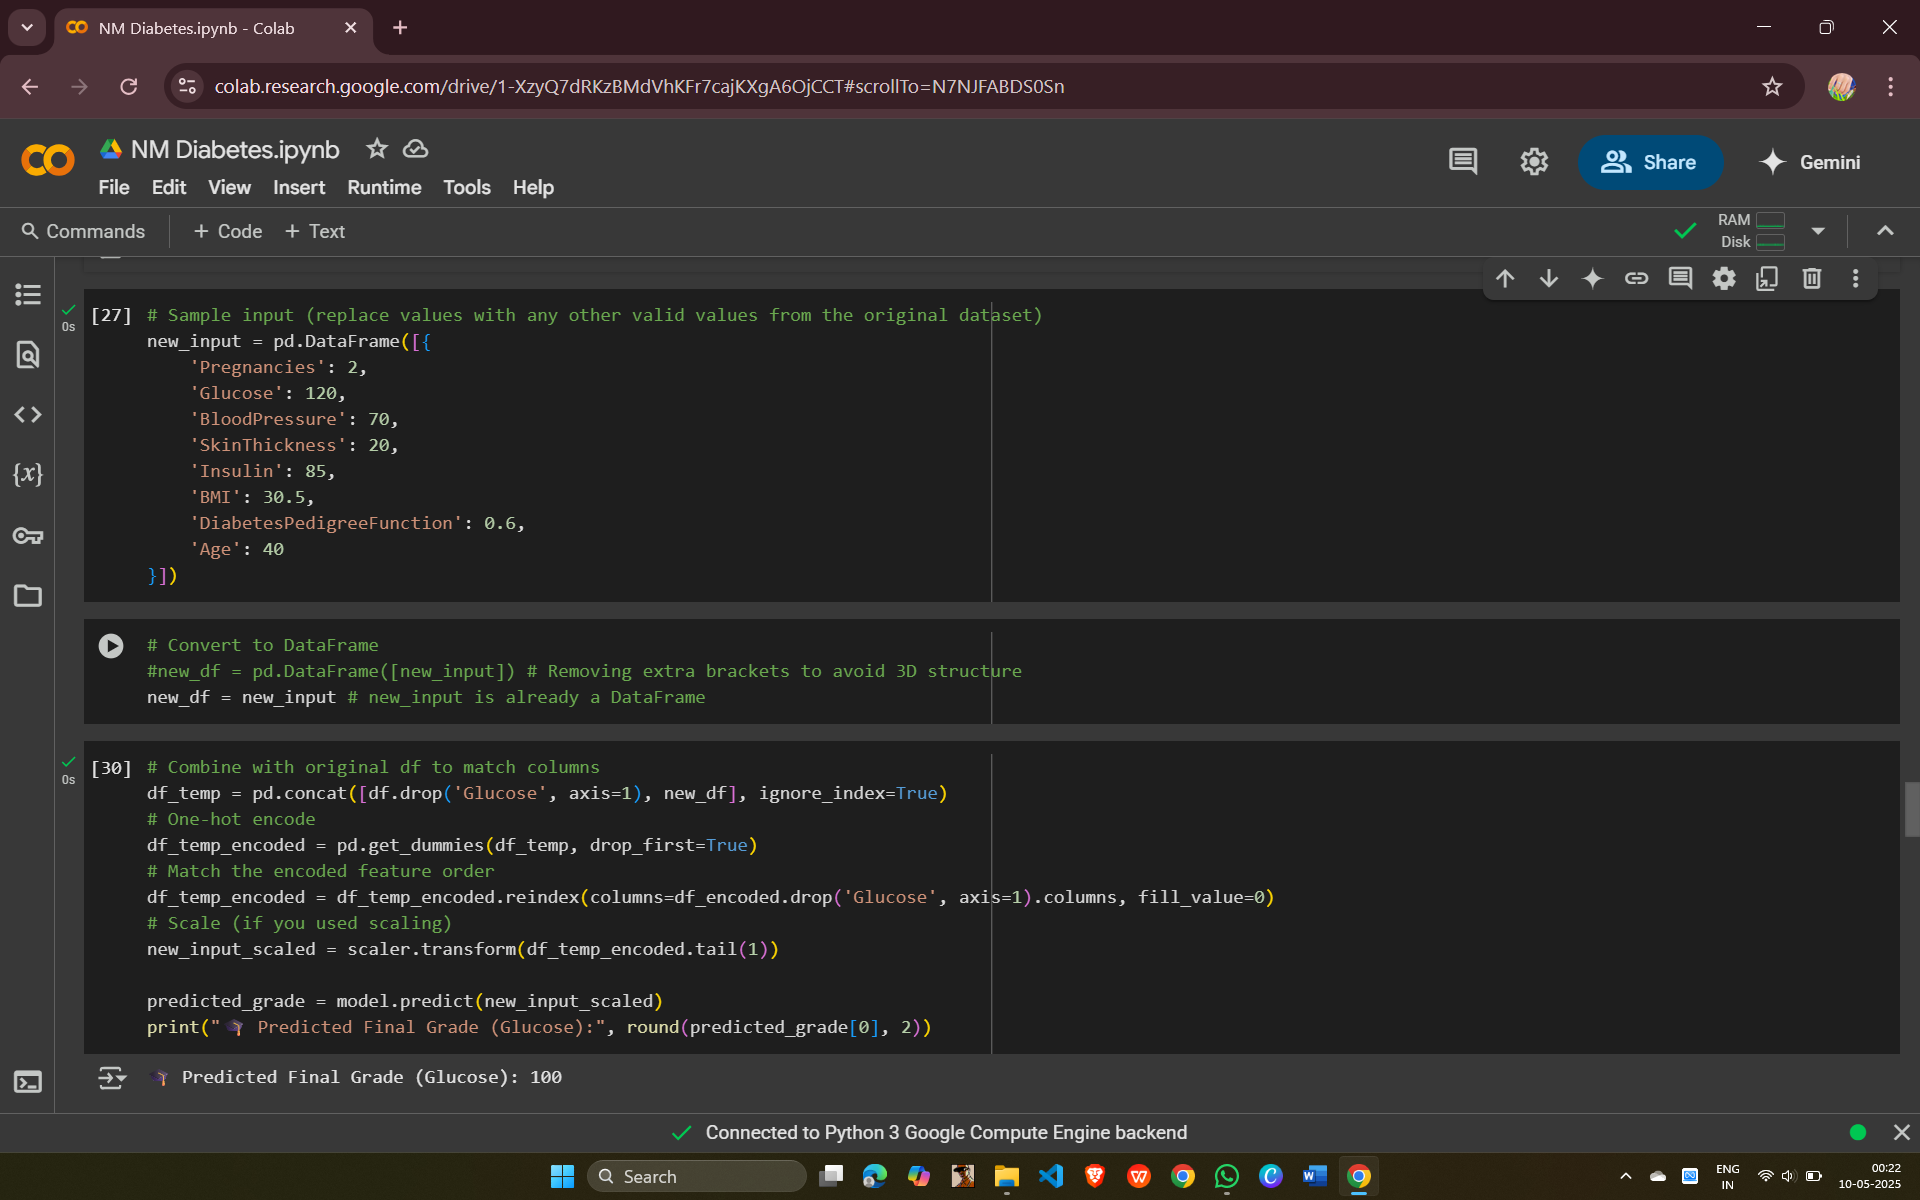 NM Diabetes.ipynb - Colab
colab.research.google.com/drive/1-XzyQ7dRKzBMdVhKFr7cajKXgA6OjCCT#scrollTo=N7NJFABDS0Sn
NM Diabetes.ipynb
File Edit View Insert Runtime Tools Help
Share
Gemini
Commands + Code + Text
RAM
Disk
[27] # Sample input (replace values with any other valid values from the original dataset)
0s
new_input = pd.DataFrame([{
'Pregnancies': 2,
'Glucose': 120,
'BloodPressure': 70,
'SkinThickness': 20,
'Insulin': 85,
'BMI': 30.5,
'DiabetesPedigreeFunction': 0.6,
'Age': 40
}])
# Convert to DataFrame
#new_df = pd.DataFrame([new_input]) # Removing extra brackets to avoid 3D structure
new_df = new_input # new_input is already a DataFrame
[30] # Combine with original df to match columns
0s
df_temp = pd.concat([df.drop('Glucose', axis=1), new_df], ignore_index=True)
# One-hot encode
df_temp_encoded = pd.get_dummies(df_temp, drop_first=True)
# Match the encoded feature order
df_temp_encoded = df_temp_encoded.reindex(columns=df_encoded.drop('Glucose', axis=1).columns, fill_value=0)
# Scale (if you used scaling)
new_input_scaled = scaler.transform(df_temp_encoded.tail(1))
predicted_grade = model.predict(new_input_scaled)
print("🎓 Predicted Final Grade (Glucose):", round(predicted_grade[0], 2))
🎓 Predicted Final Grade (Glucose): 100
Connected to Python 3 Google Compute Engine backend
Search
ENG
IN
00:22
10-05-2025